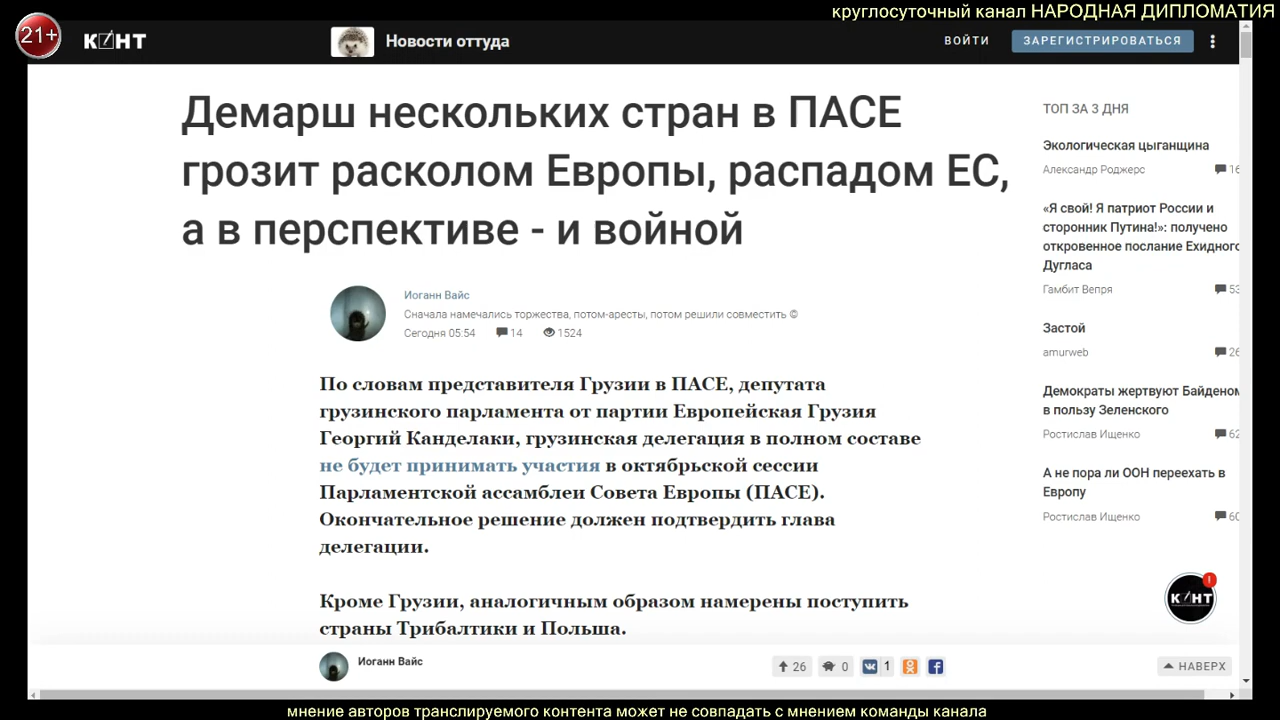 круглосуточный канал НАРОДНАЯ ДИПЛОМАТИЯ
21+
КОНТ
Новости оттуда
ВОЙТИ
ЗАРЕГИСТРИРОВАТЬСЯ
Демарш нескольких стран в ПАСЕ
грозит расколом Европы, распадом ЕС,
а в перспективе - и войной
Иоганн Вайс
Сначала намечались торжества, потом-аресты, потом решили совместить ©
Сегодня 05:54
14
1524
По словам представителя Грузии в ПАСЕ, депутата
грузинского парламента от партии Европейская Грузия
Георгий Канделаки, грузинская делегация в полном составе
не будет принимать участия в октябрьской сессии
Парламентской ассамблеи Совета Европы (ПАСЕ).
Окончательное решение должен подтвердить глава
делегации.
Кроме Грузии, аналогичным образом намерены поступить
страны Трибалтики и Польша.
ТОП ЗА 3 ДНЯ
Экологическая цыганщина
Александр Роджерс
16
«Я свой! Я патриот России и
сторонник Путина!»: получено
откровенное послание Ехидного
Дугласа
Гамбит Вепря
53
Застой
amurweb
26
Демократы жертвуют Байденом
в пользу Зеленского
Ростислав Ищенко
62
А не пора ли ООН переехать в
Европу
Ростислав Ищенко
60
КОНТ
!
Иоганн Вайс
26
0
1
НАВЕРХ
мнение авторов транслируемого контента может не совпадать с мнением команды канала